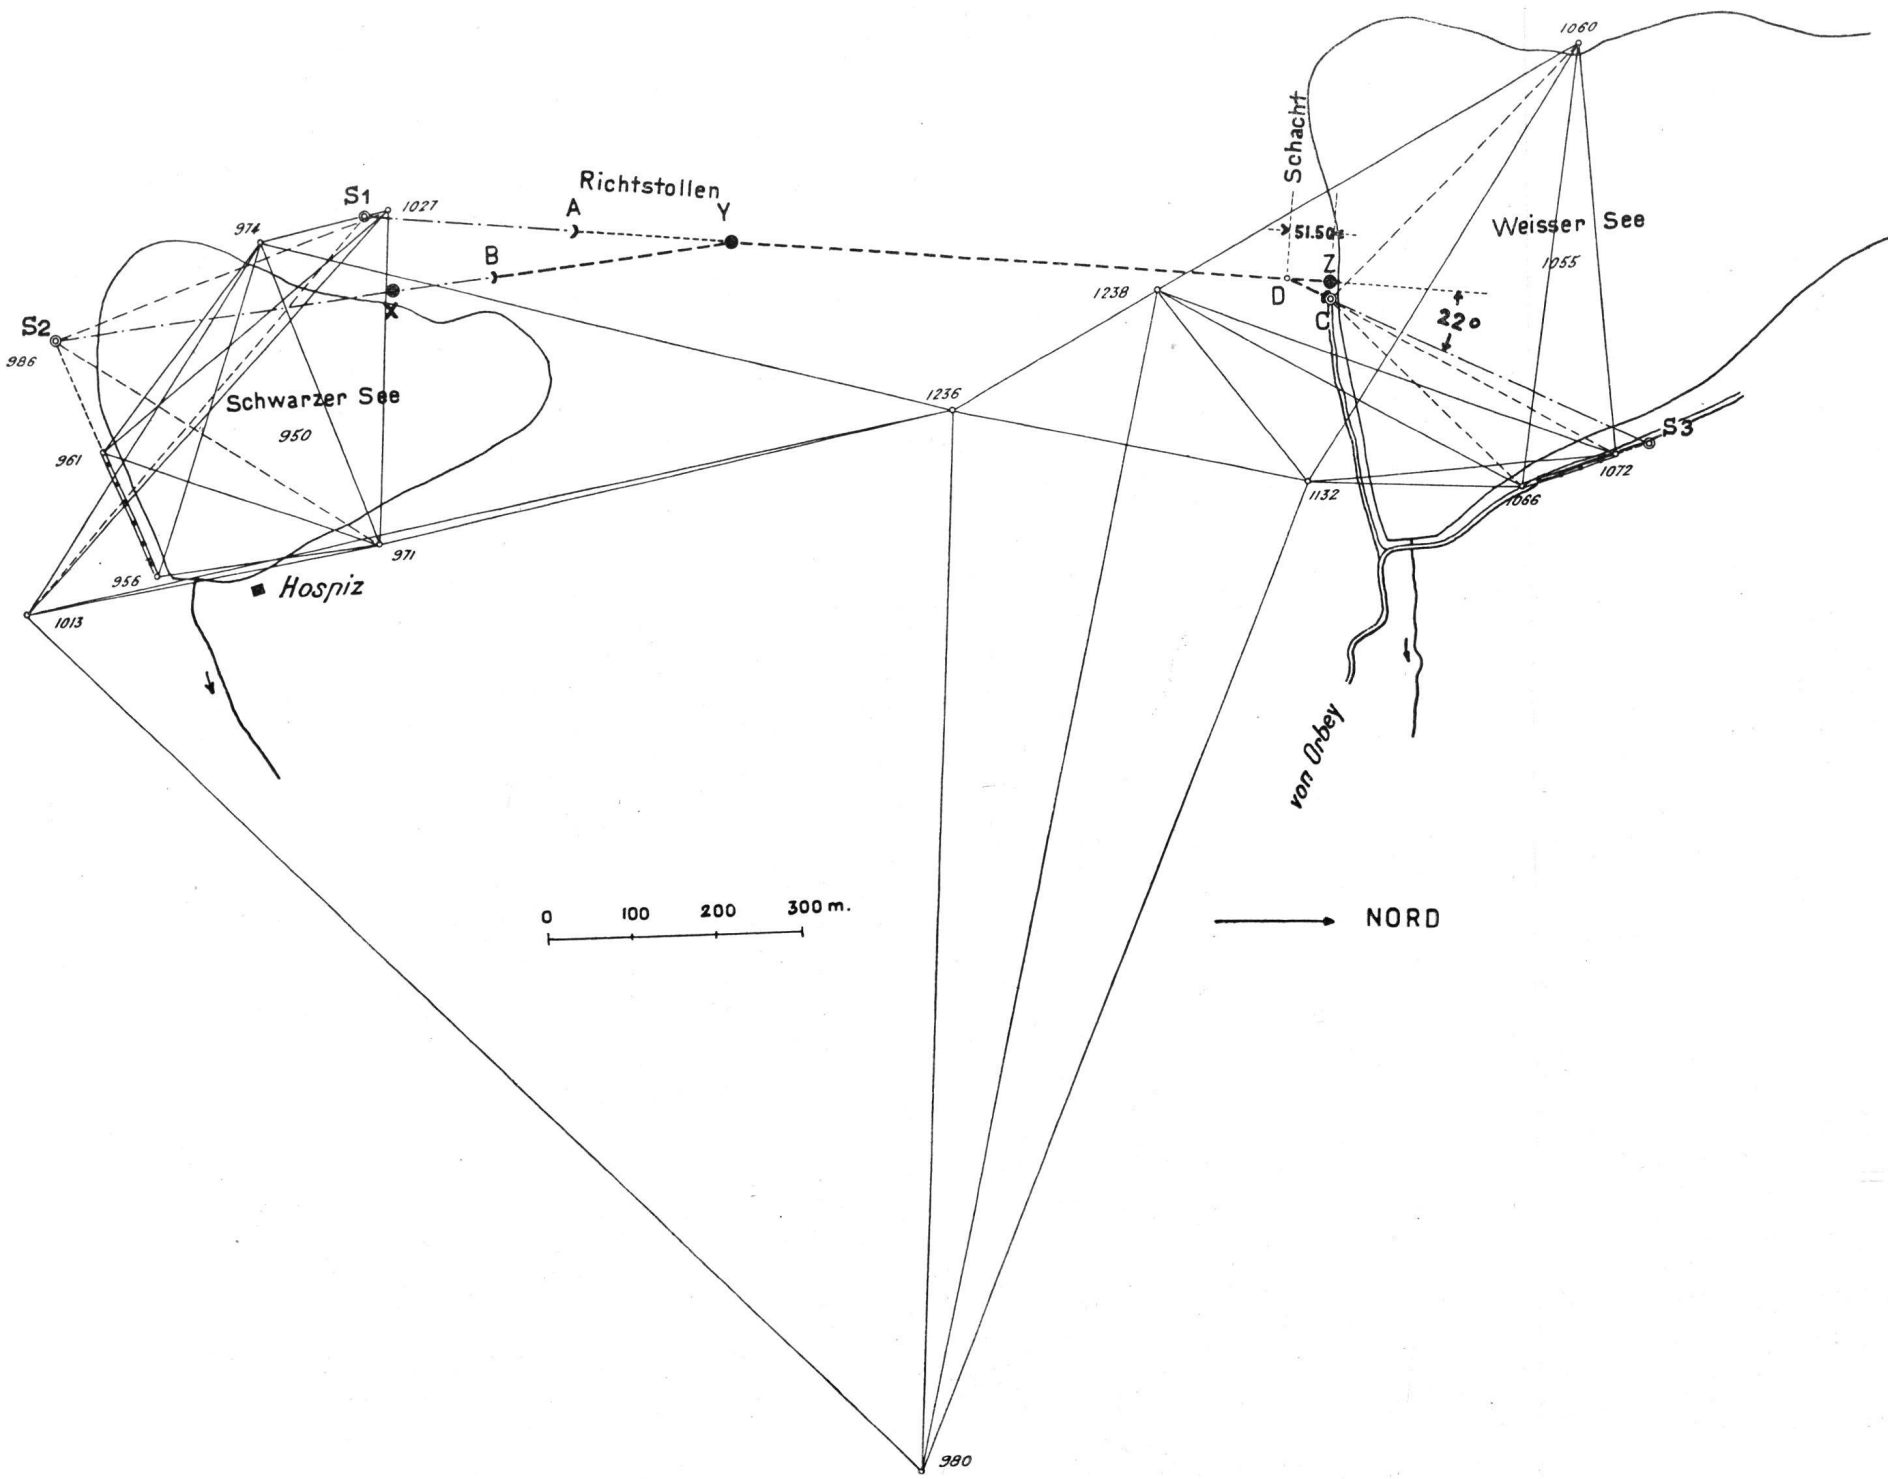 1060
Schacht
Richtstollen
S1
1027
A
Y
974
Weisser See
51.50
1055
B
Z
1238
D
X
C
22°
S2
986
1236
Schwarzer See
950
S3
961
1072
1132
1066
971
956
Hospiz
1013
von Orbey
0 100 200 300 m.
NORD
980